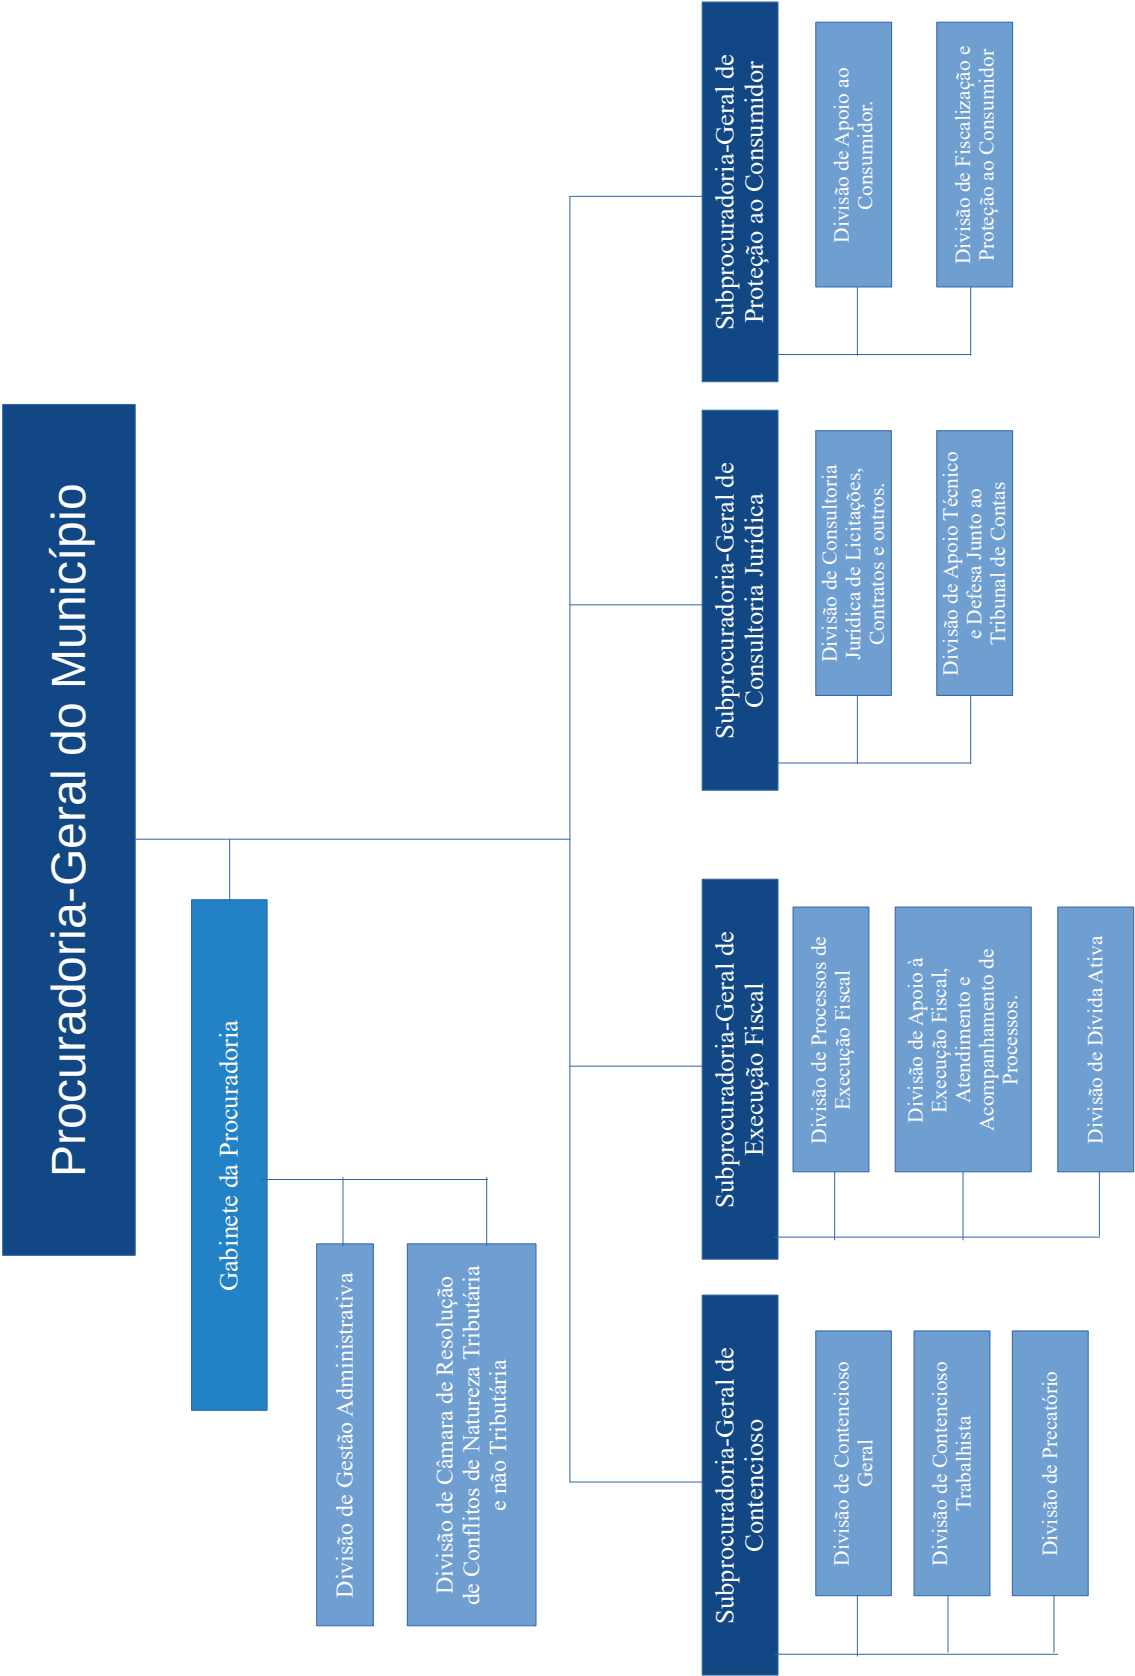 Procuradoria-Geral do Município
Gabinete da Procuradoria
Divisão de Gestão Administrativa
Divisão de Câmara de Resolução
de Conflitos de Natureza Tributária
e não Tributária
Subprocuradoria-Geral de
Contencioso
Divisão de Contencioso
Geral
Divisão de Contencioso
Trabalhista
Divisão de Precatório
Subprocuradoria-Geral de
Execução Fiscal
Divisão de Processos de
Execução Fiscal
Divisão de Apoio à
Execução Fiscal,
Atendimento e
Acompanhamento de
Processos.
Divisão de Dívida Ativa
Subprocuradoria-Geral de
Consultoria Jurídica
Divisão de Consultoria
Jurídica de Licitações,
Contratos e outros.
Divisão de Apoio Técnico
e Defesa Junto ao
Tribunal de Contas
Subprocuradoria-Geral de
Proteção ao Consumidor
Divisão de Apoio ao
Consumidor.
Divisão de Fiscalização e
Proteção ao Consumidor